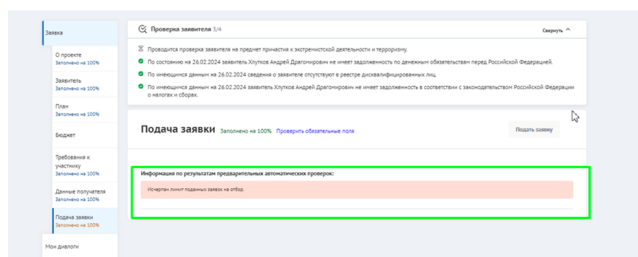 Заявка
О проекте
Заполнено на 100%
Заявитель
Заполнено на 100%
План
Заполнено на 100%
Бюджет
Требования к
участнику
Заполнено на 100%
Данные получателя
Заполнено на 100%
Подача заявки
Заполнено на 100%
Мои диалоги
Проверка заявителя 3/4
Свернуть
Проводится проверка заявителя на предмет причастия к экстремистской деятельности и терроризму.
По состоянию на 26.02.2024 заявитель Хлутков Андрей Драгомирович не имеет задолженность по денежным обязательствам перед Российской Федерацией.
По имеющимся данным на 26.02.2024 сведения о заявителе отсутствуют в реестре дисквалифицированных лиц.
По имеющимся данным на 26.02.2024 заявитель Хлутков Андрей Драгомирович не имеет задолженность в соответствии с законодательством Российской Федерации
о налогах и сборах.
Подача заявки Заполнено на 100% Проверить обязательные поля
Подать заявку
Информация по результатам предварительных автоматических проверок:
Исчерпан лимит поданных заявок на отбор.